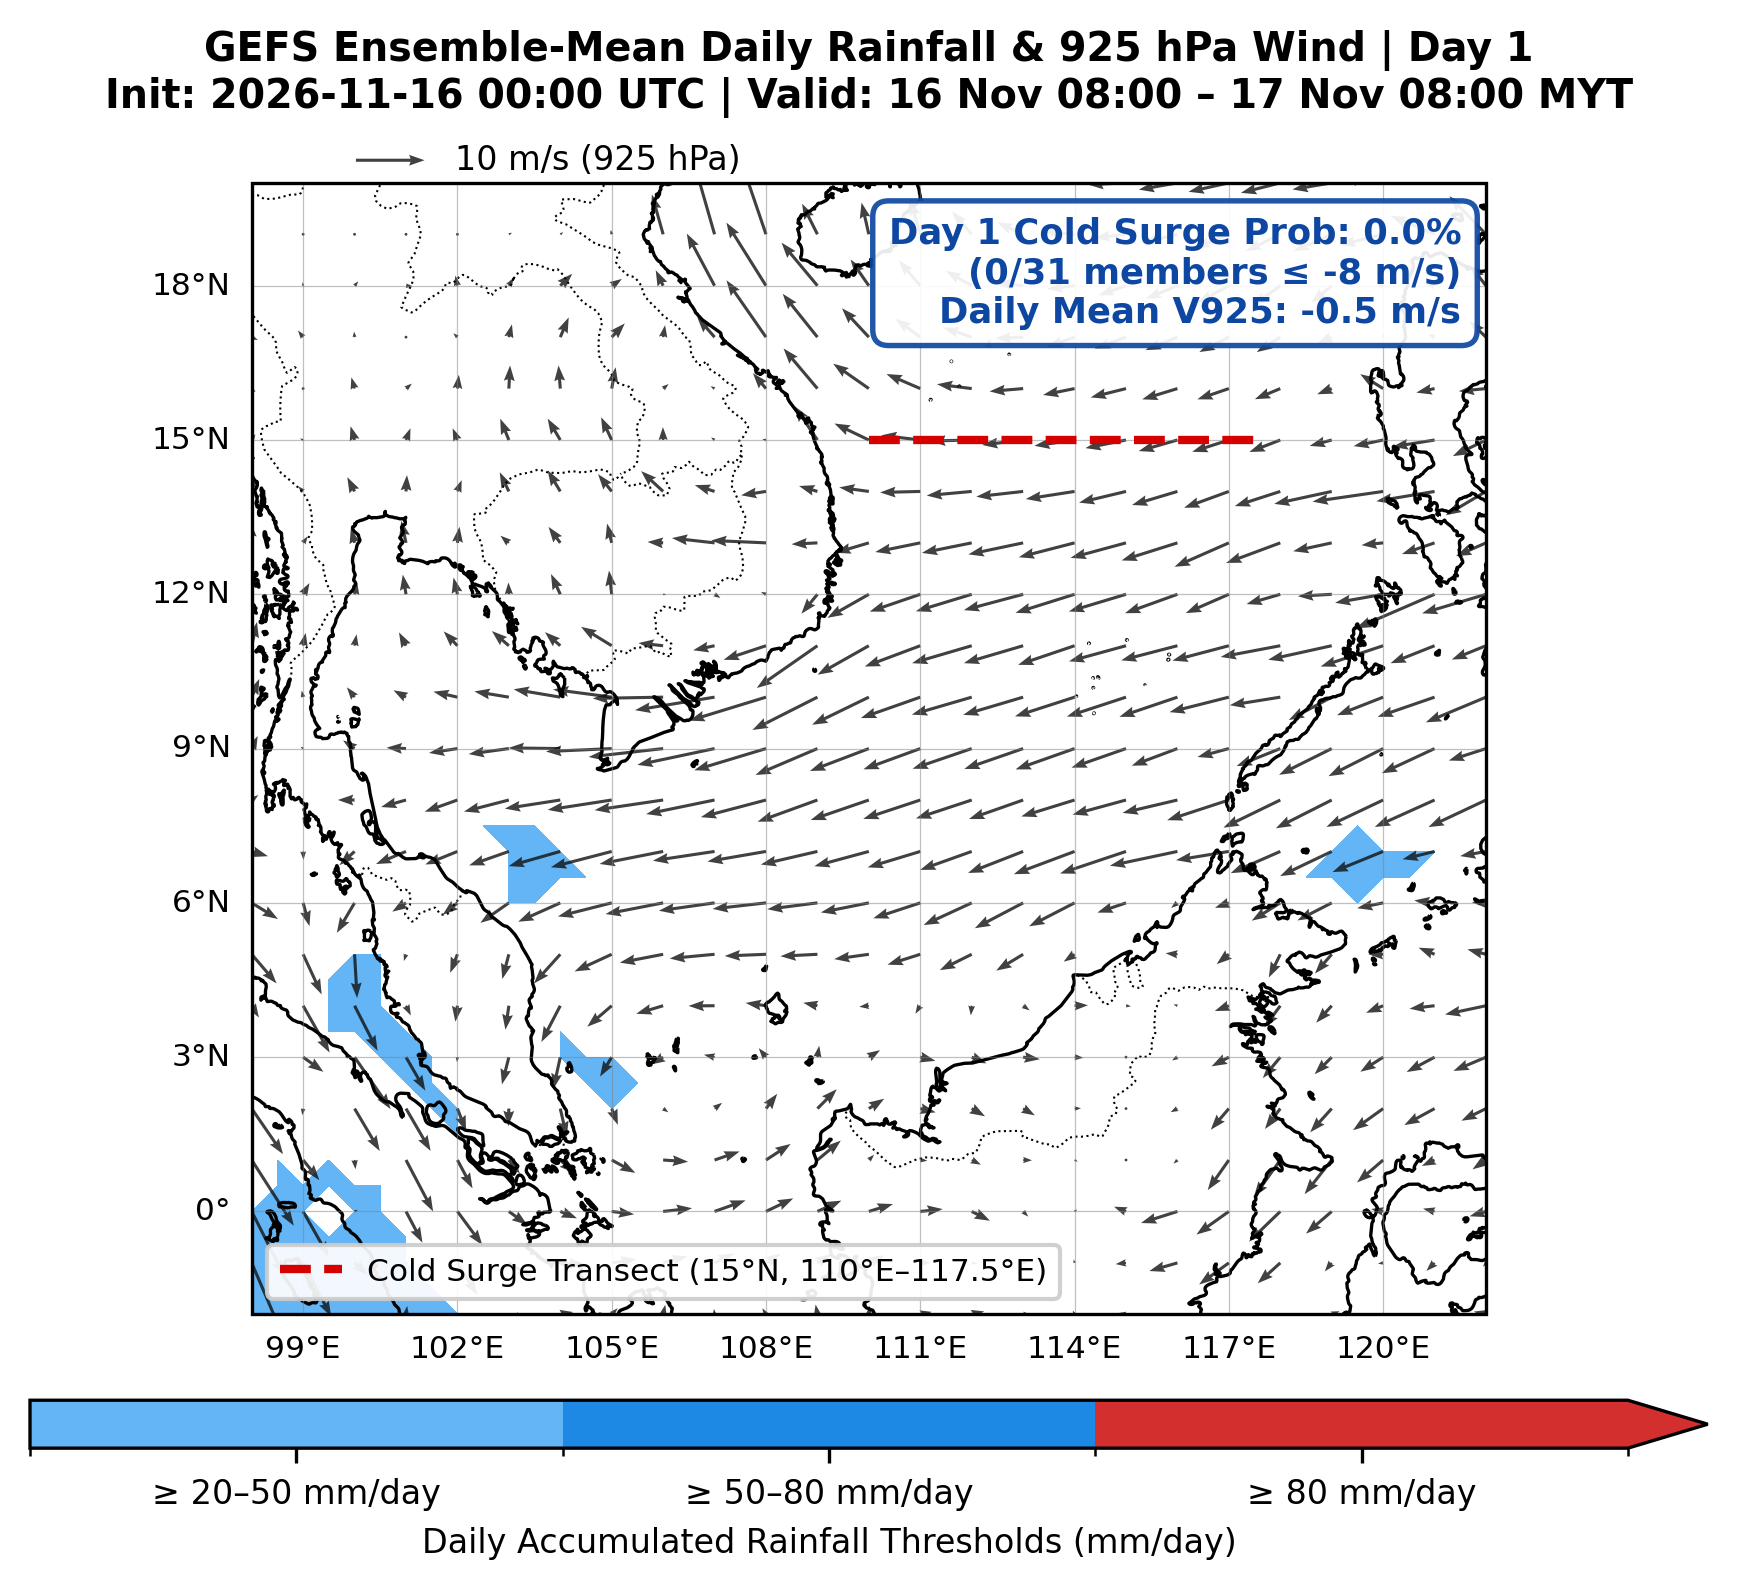 GEFS Ensemble-Mean Daily Rainfall & 925 hPa Wind | Day 1
Init: 2026-11-16 00:00 UTC | Valid: 16 Nov 08:00 – 17 Nov 08:00 MYT
10 m/s (925 hPa)
Day 1 Cold Surge Prob: 0.0%
(0/31 members ≤ -8 m/s)
Daily Mean V925: -0.5 m/s
18°N
15°N
12°N
9°N
6°N
3°N
0°
Cold Surge Transect (15°N, 110°E–117.5°E)
99°E 102°E 105°E 108°E 111°E 114°E 117°E 120°E
≥ 20–50 mm/day ≥ 50–80 mm/day ≥ 80 mm/day
Daily Accumulated Rainfall Thresholds (mm/day)